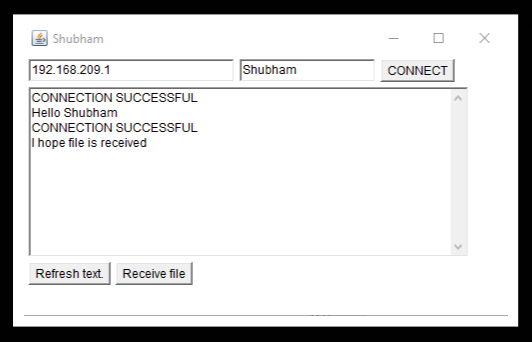 Shubham
192.168.209.1 Shubham CONNECT
CONNECTION SUCCESSFUL
Hello Shubham
CONNECTION SUCCESSFUL
I hope file is received
Refresh text. Receive file